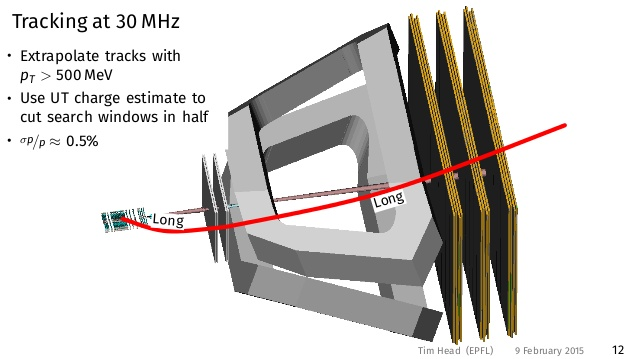 Tracking at 30 MHz
• Extrapolate tracks with
pT > 500 MeV
• Use UT charge estimate to
cut search windows in half
• σp/p ≈ 0.5%
Long
Long
Tim Head (EPFL) 9 February 2015 12